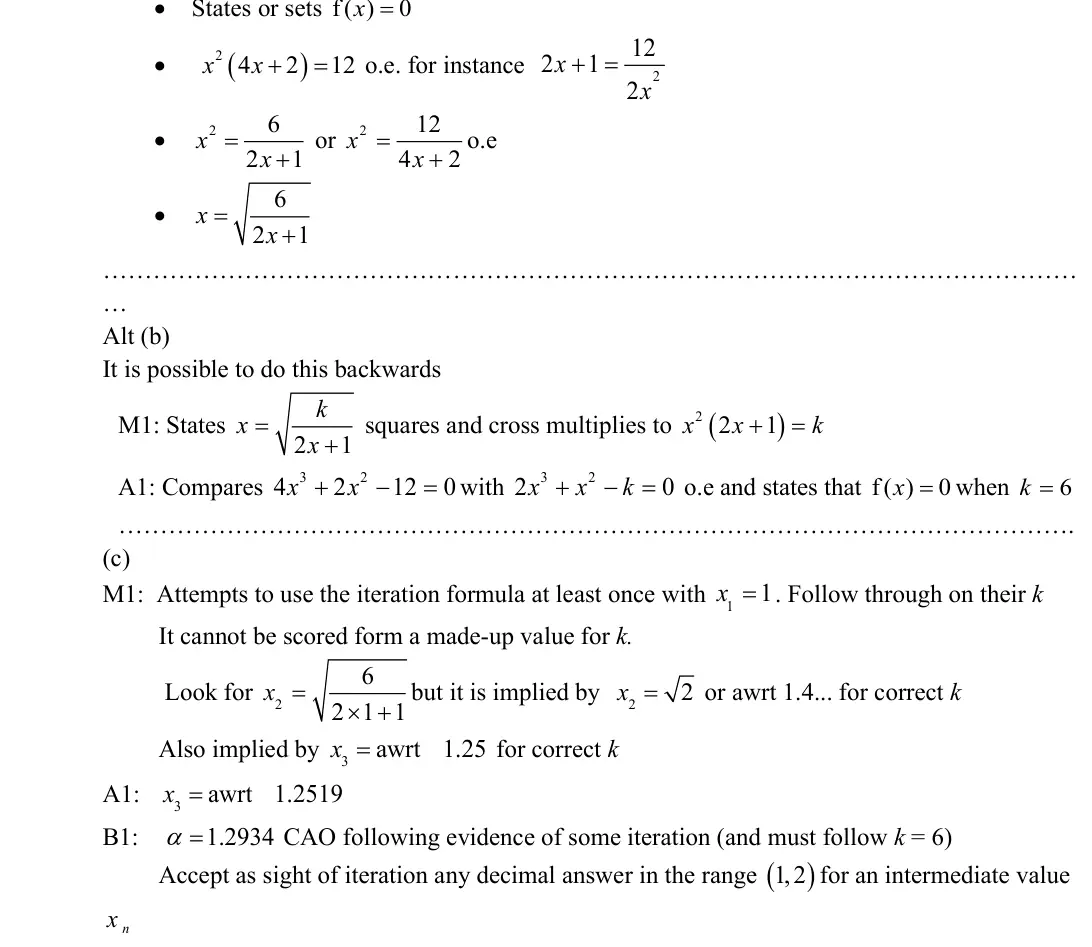 • States or sets f(x) = 0
• x²(4x + 2) = 12 o.e. for instance 2x + 1 = 12/2x²
• x² = 6/(2x + 1) or x² = 12/(4x + 2) o.e
• x = √(6/(2x + 1))
…………………………………………………………………………………………………………
…
Alt (b)
It is possible to do this backwards
M1: States x = √(k/(2x + 1)) squares and cross multiplies to x²(2x + 1) = k
A1: Compares 4x³ + 2x² − 12 = 0 with 2x³ + x² − k = 0 o.e and states that f(x) = 0 when k = 6
……………………………………………………………………………………………………….
(c)
M1: Attempts to use the iteration formula at least once with x₁ = 1. Follow through on their k
It cannot be scored form a made-up value for k.
Look for x₂ = √(6/(2×1+1)) but it is implied by x₂ = √2 or awrt 1.4... for correct k
Also implied by x₃ = awrt 1.25 for correct k
A1: x₃ = awrt 1.2519
B1: α = 1.2934 CAO following evidence of some iteration (and must follow k = 6)
Accept as sight of iteration any decimal answer in the range (1,2) for an intermediate value
xₙ